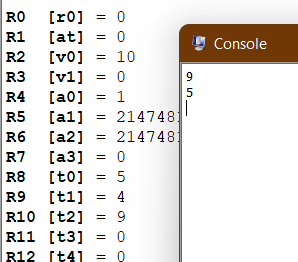 R0 [r0] = 0
R1 [at] = 0
R2 [v0] = 10
R3 [v1] = 0
R4 [a0] = 1
R5 [a1] = 214748
R6 [a2] = 214748
R7 [a3] = 0
R8 [t0] = 5
R9 [t1] = 4
R10 [t2] = 9
R11 [t3] = 0
R12 [t4] = 0
Console
9
5